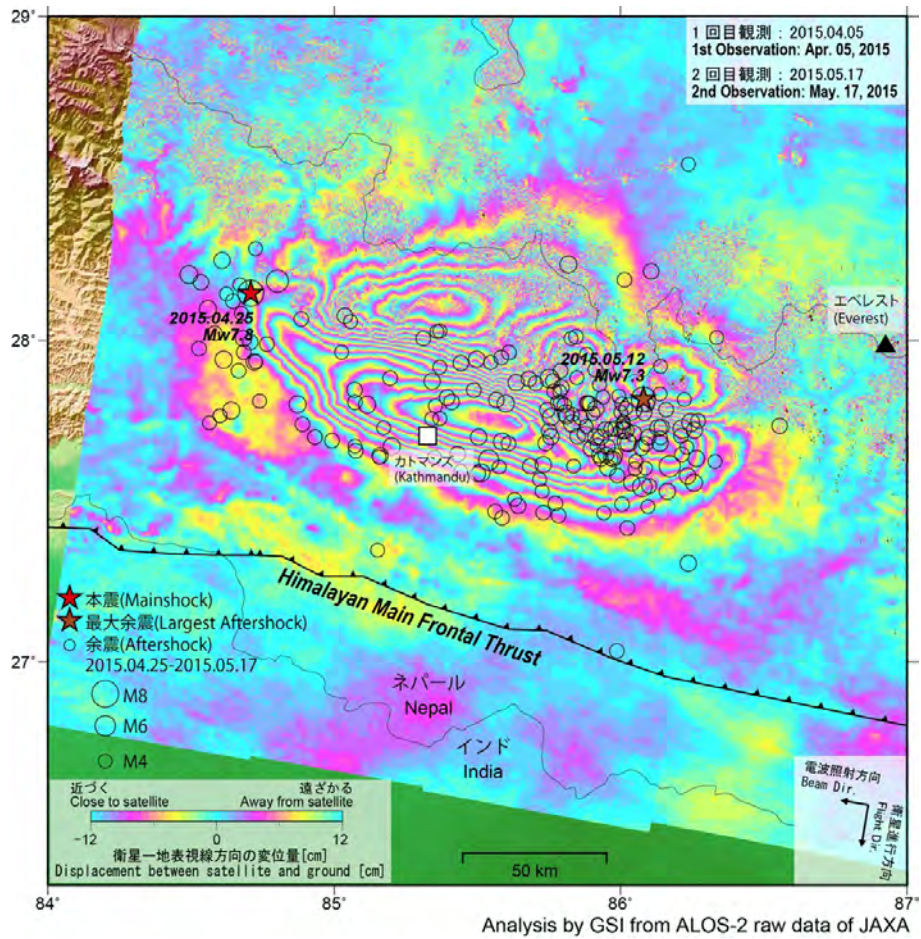 29°
1 回目観測：2015.04.05
1st Observation: Apr. 05, 2015
2 回目観測：2015.05.17
2nd Observation: May. 17, 2015
エベレスト
(Everest)
2015.04.25
Mw7.8
28°
2015.05.12
Mw7.3
カトマンズ
(Kathmandu)
Himalayan Main Frontal Thrust
本震(Mainshock)
最大余震(Largest Aftershock)
余震(Aftershock)
2015.04.25-2015.05.17
27°
M8
M6
M4
ネパール
Nepal
インド
India
近づく 遠ざかる
Close to satellite Away from satellite
-12 0 12
衛星－地表視線方向の変位量[cm]
Displacement between satellite and ground [cm]
50 km
電波照射方向
Beam Dir.
衛星進行方向
Flight Dir.
84° 85° 86° 87°
Analysis by GSI from ALOS-2 raw data of JAXA